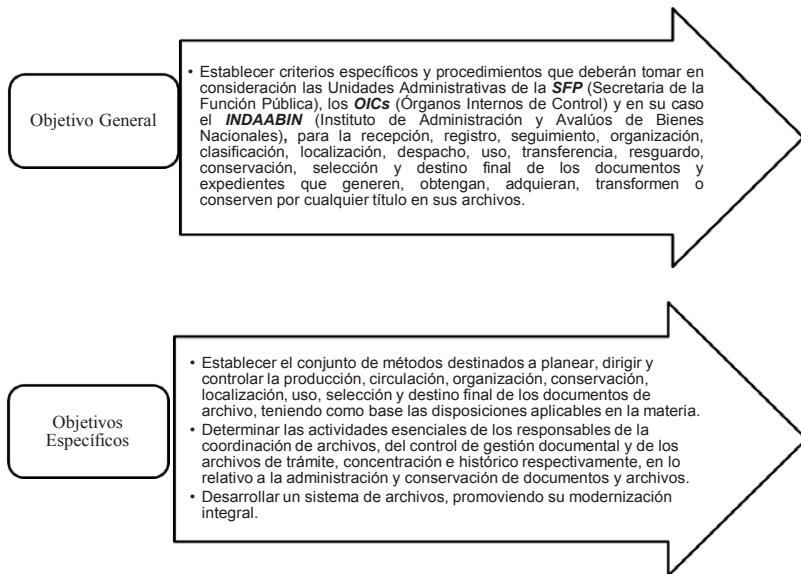 Objetivo General
• Establecer criterios específicos y procedimientos que deberán tomar en
consideración las Unidades Administrativas de la SFP (Secretaria de la
Función Pública), los OICs (Órganos Internos de Control) y en su caso
el INDAABIN (Instituto de Administración y Avalúos de Bienes
Nacionales), para la recepción, registro, seguimiento, organización,
clasificación, localización, despacho, uso, transferencia, resguardo,
conservación, selección y destino final de los documentos y
expedientes que generen, obtengan, adquieran, transformen o
conserven por cualquier título en sus archivos.
Objetivos
Específicos
• Establecer el conjunto de métodos destinados a planear, dirigir y
controlar la producción, circulación, organización, conservación,
localización, uso, selección y destino final de los documentos de
archivo, teniendo como base las disposiciones aplicables en la materia.
• Determinar las actividades esenciales de los responsables de la
coordinación de archivos, del control de gestión documental y de los
archivos de trámite, concentración e histórico respectivamente, en lo
relativo a la administración y conservación de documentos y archivos.
• Desarrollar un sistema de archivos, promoviendo su modernización
integral.